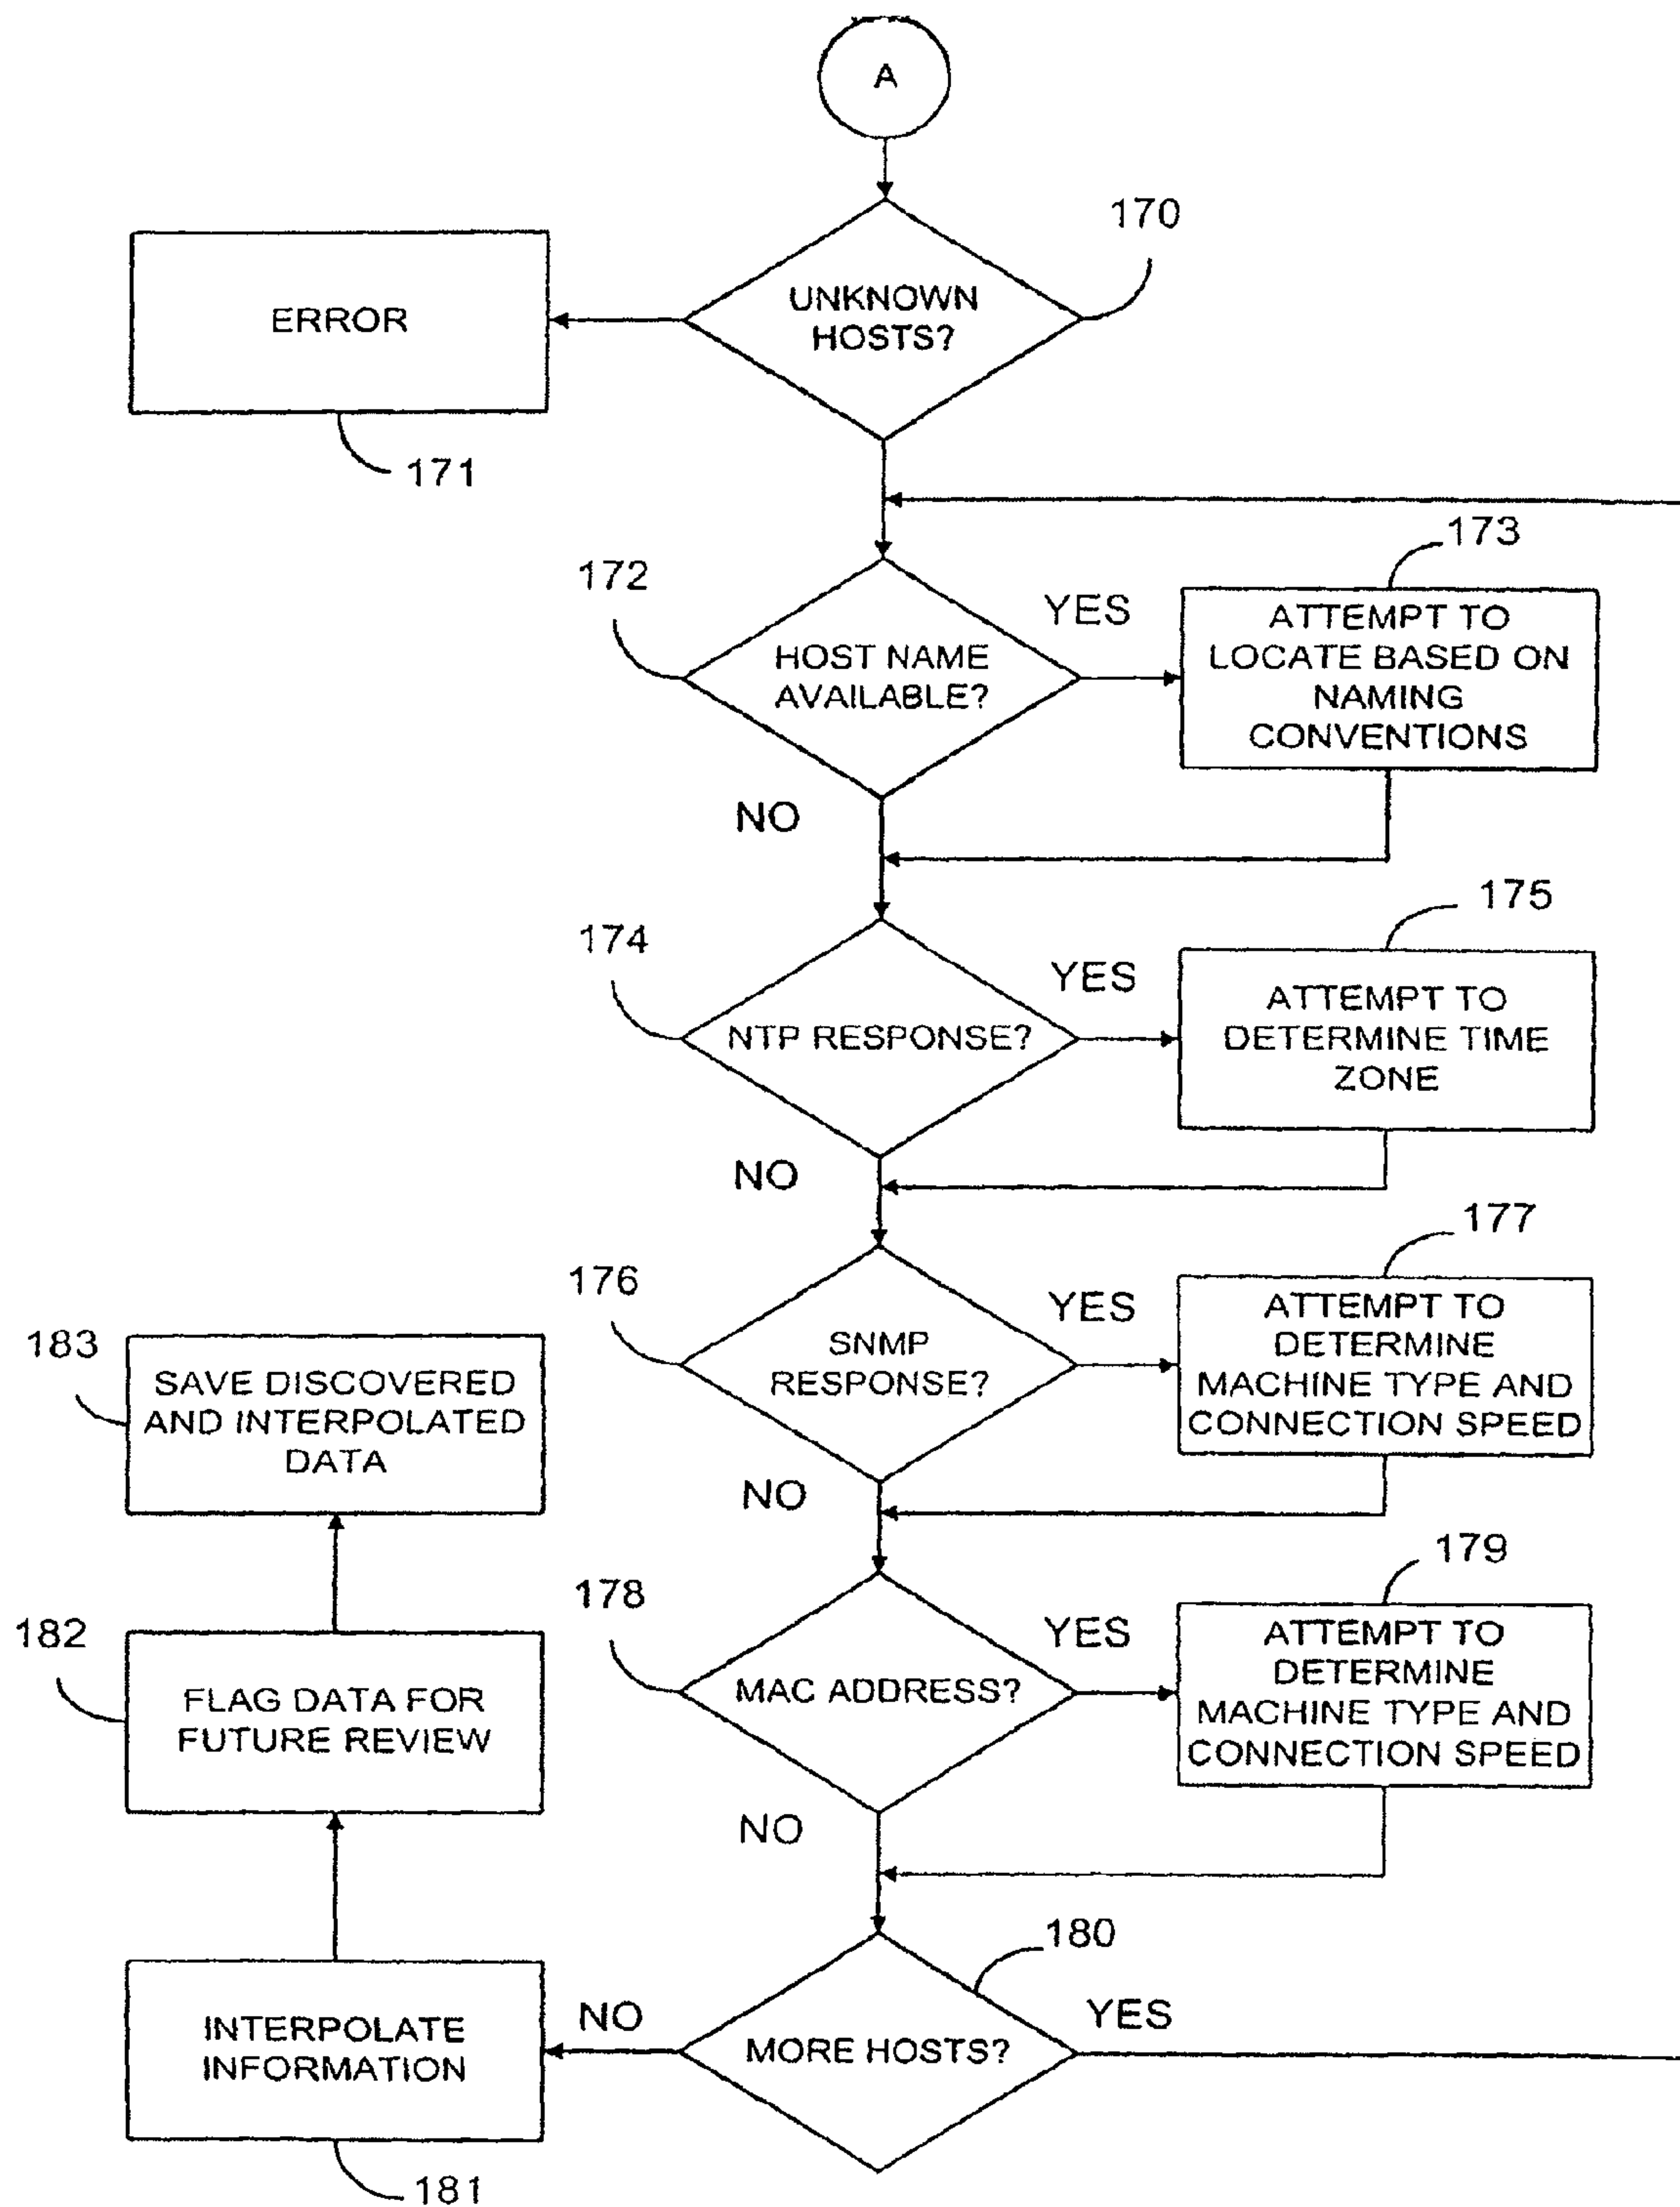 A
170
UNKNOWN
HOSTS?
ERROR
171
173
172
YES
HOST NAME
AVAILABLE?
ATTEMPT TO
LOCATE BASED ON
NAMING
CONVENTIONS
NO
175
174
YES
NTP RESPONSE?
ATTEMPT TO
DETERMINE TIME
ZONE
NO
177
176
YES
SNMP
RESPONSE?
ATTEMPT TO
DETERMINE
MACHINE TYPE AND
CONNECTION SPEED
183
SAVE DISCOVERED
AND INTERPOLATED
DATA
NO
179
178
YES
MAC ADDRESS?
ATTEMPT TO
DETERMINE
MACHINE TYPE AND
CONNECTION SPEED
182
FLAG DATA FOR
FUTURE REVIEW
NO
180
MORE HOSTS?
YES
NO
INTERPOLATE
INFORMATION
181